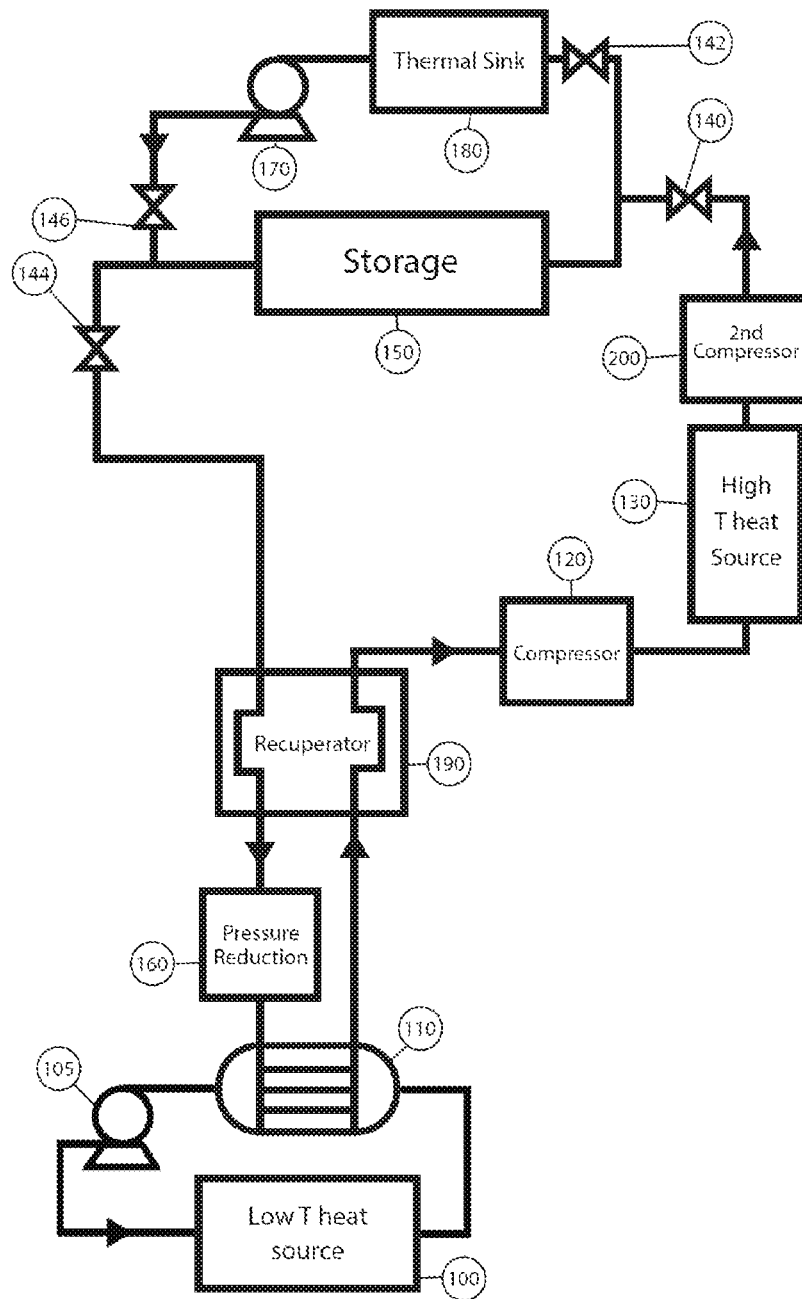 142
Thermal Sink
140
180
170
146
Storage
144
150
2nd
Compressor
200
High
T heat
Source
130
120
Compressor
Recuperator
190
Pressure
Reduction
160
110
105
Low T heat
source
100